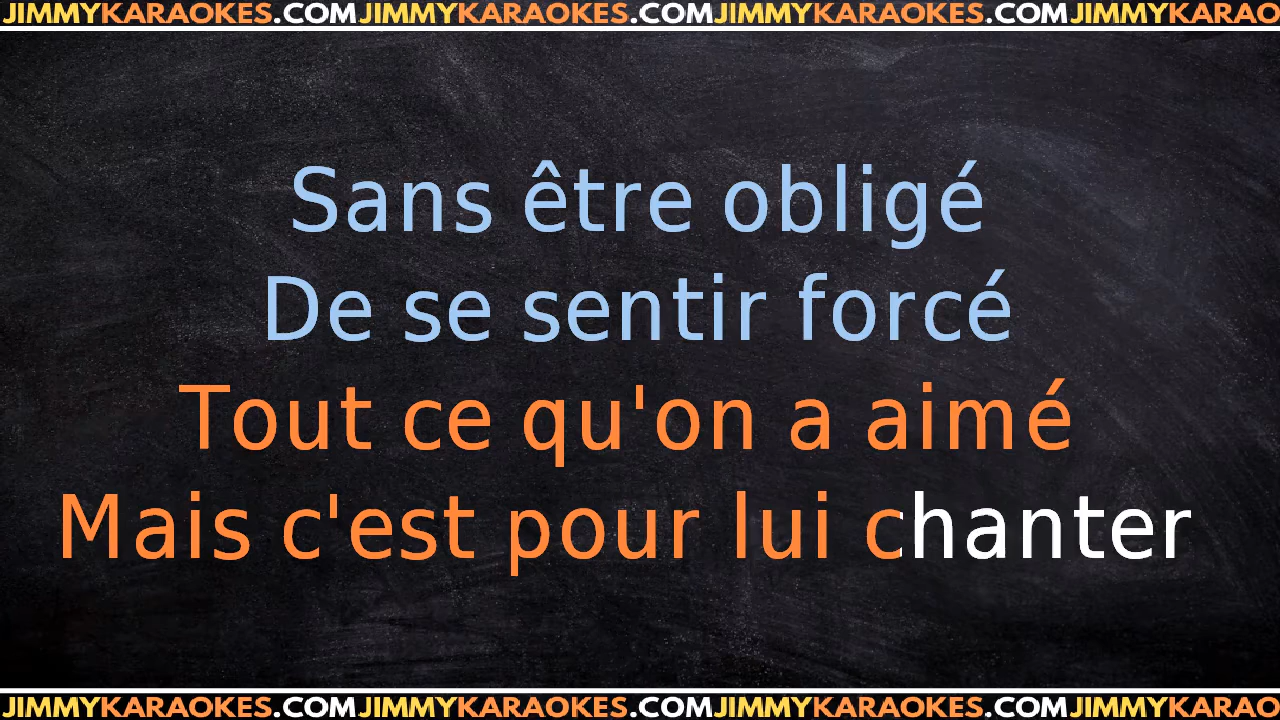 JIMMYKARAOKES.COMJIMMYKARAOKES.COMJIMMYKARAOKES.COMJIMMYKARAO
Sans être obligé
De se sentir forcé
Tout ce qu'on a aimé
Mais c'est pour lui chanter
JIMMYKARAOKES.COMJIMMYKARAOKES.COMJIMMYKARAOKES.COMJIMMYKARAO